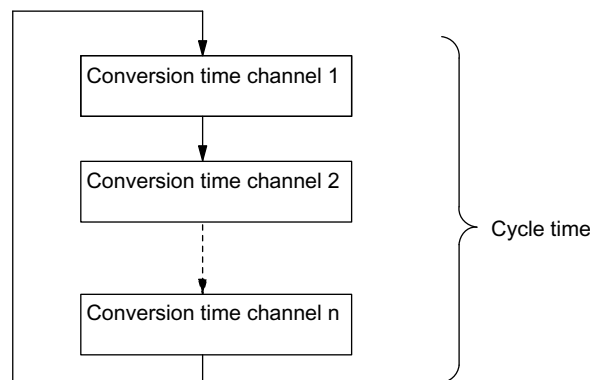 Conversion time channel 1
Conversion time channel 2
Cycle time
Conversion time channel n